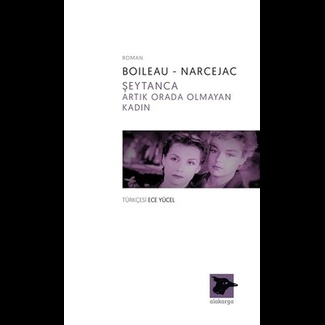 ROMAN
BOILEAU - NARCEJAC
ŞEYTANCA
ARTIK ORADA OLMAYAN
KADIN
TÜRKÇESİ ECE YÜCEL
alakarga